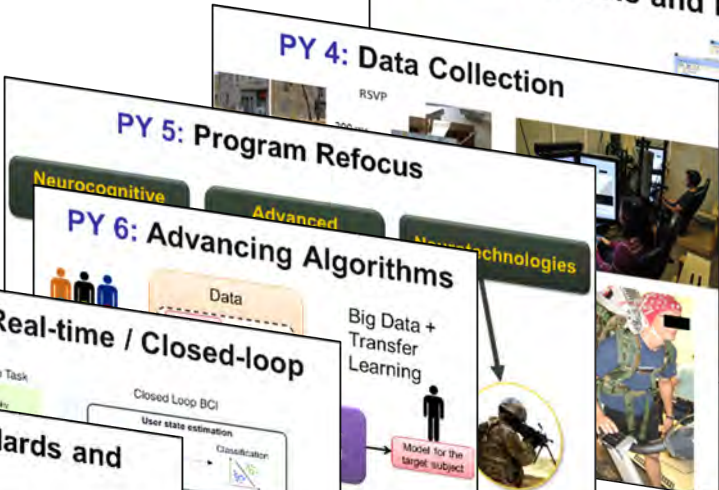 and
PY 4: Data Collection
RSVP
PY 5: Program Refocus
Neurocognitive
Advanced
Neurotechnologies
PY 6: Advancing Algorithms
Data
Big Data +
Transfer
Learning
Model for the
target subject
Real-time / Closed-loop
Task
Closed Loop BCI
User state estimation
Classification
and